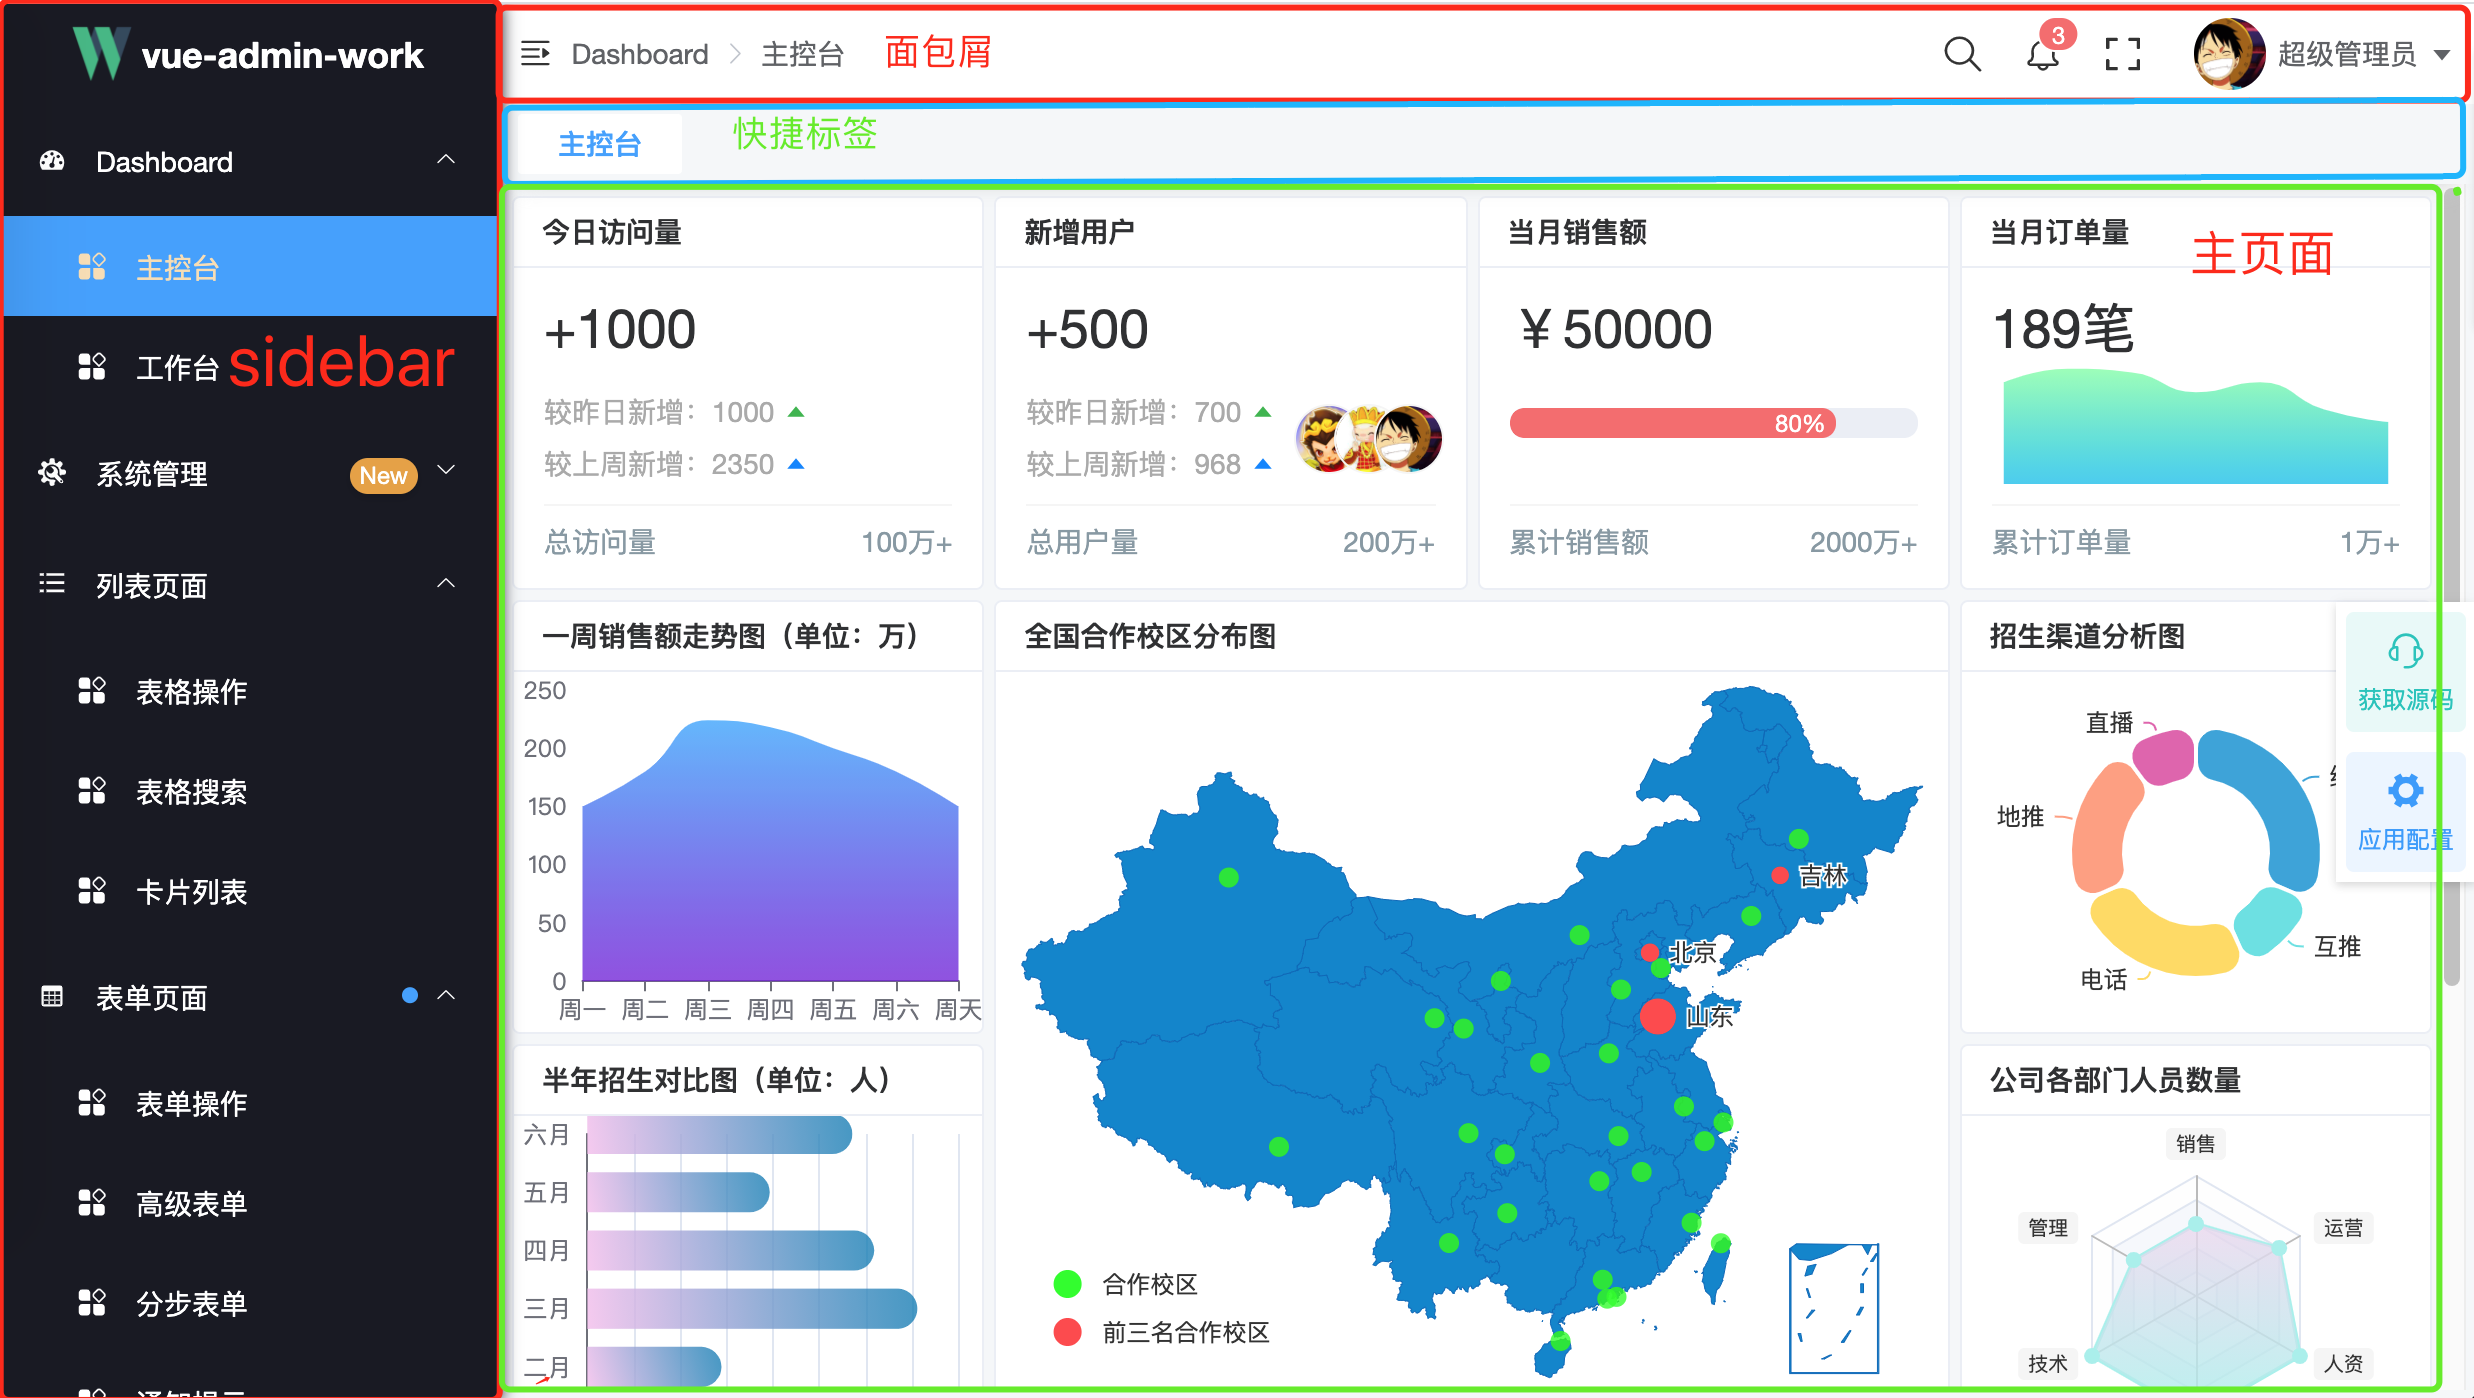 vue-admin-work
Dashboard
主控台
工作台
sidebar
系统管理
New
列表页面
表格操作
表格搜索
卡片列表
表单页面
表单操作
高级表单
分步表单
Dashboard
主控台
面包屑
3
超级管理员
主控台
快捷标签
主页面
今日访问量
+1000
较昨日新增：1000
较上周新增：2350
总访问量 100万+
新增用户
+500
较昨日新增：700
较上周新增：968
总用户量 200万+
当月销售额
￥50000
80%
累计销售额 2000万+
当月订单量
189笔
累计订单量 1万+
一周销售额走势图（单位：万）
250
200
150
100
50
0
周一 周二 周三 周四 周五 周六 周天
半年招生对比图（单位：人）
六月
五月
四月
三月
二月
全国合作校区分布图
吉林
北京
山东
合作校区
前三名合作校区
招生渠道分析图
直播
地推
电话
互推
获取源码
应用配置
公司各部门人员数量
销售
管理
运营
技术
人资